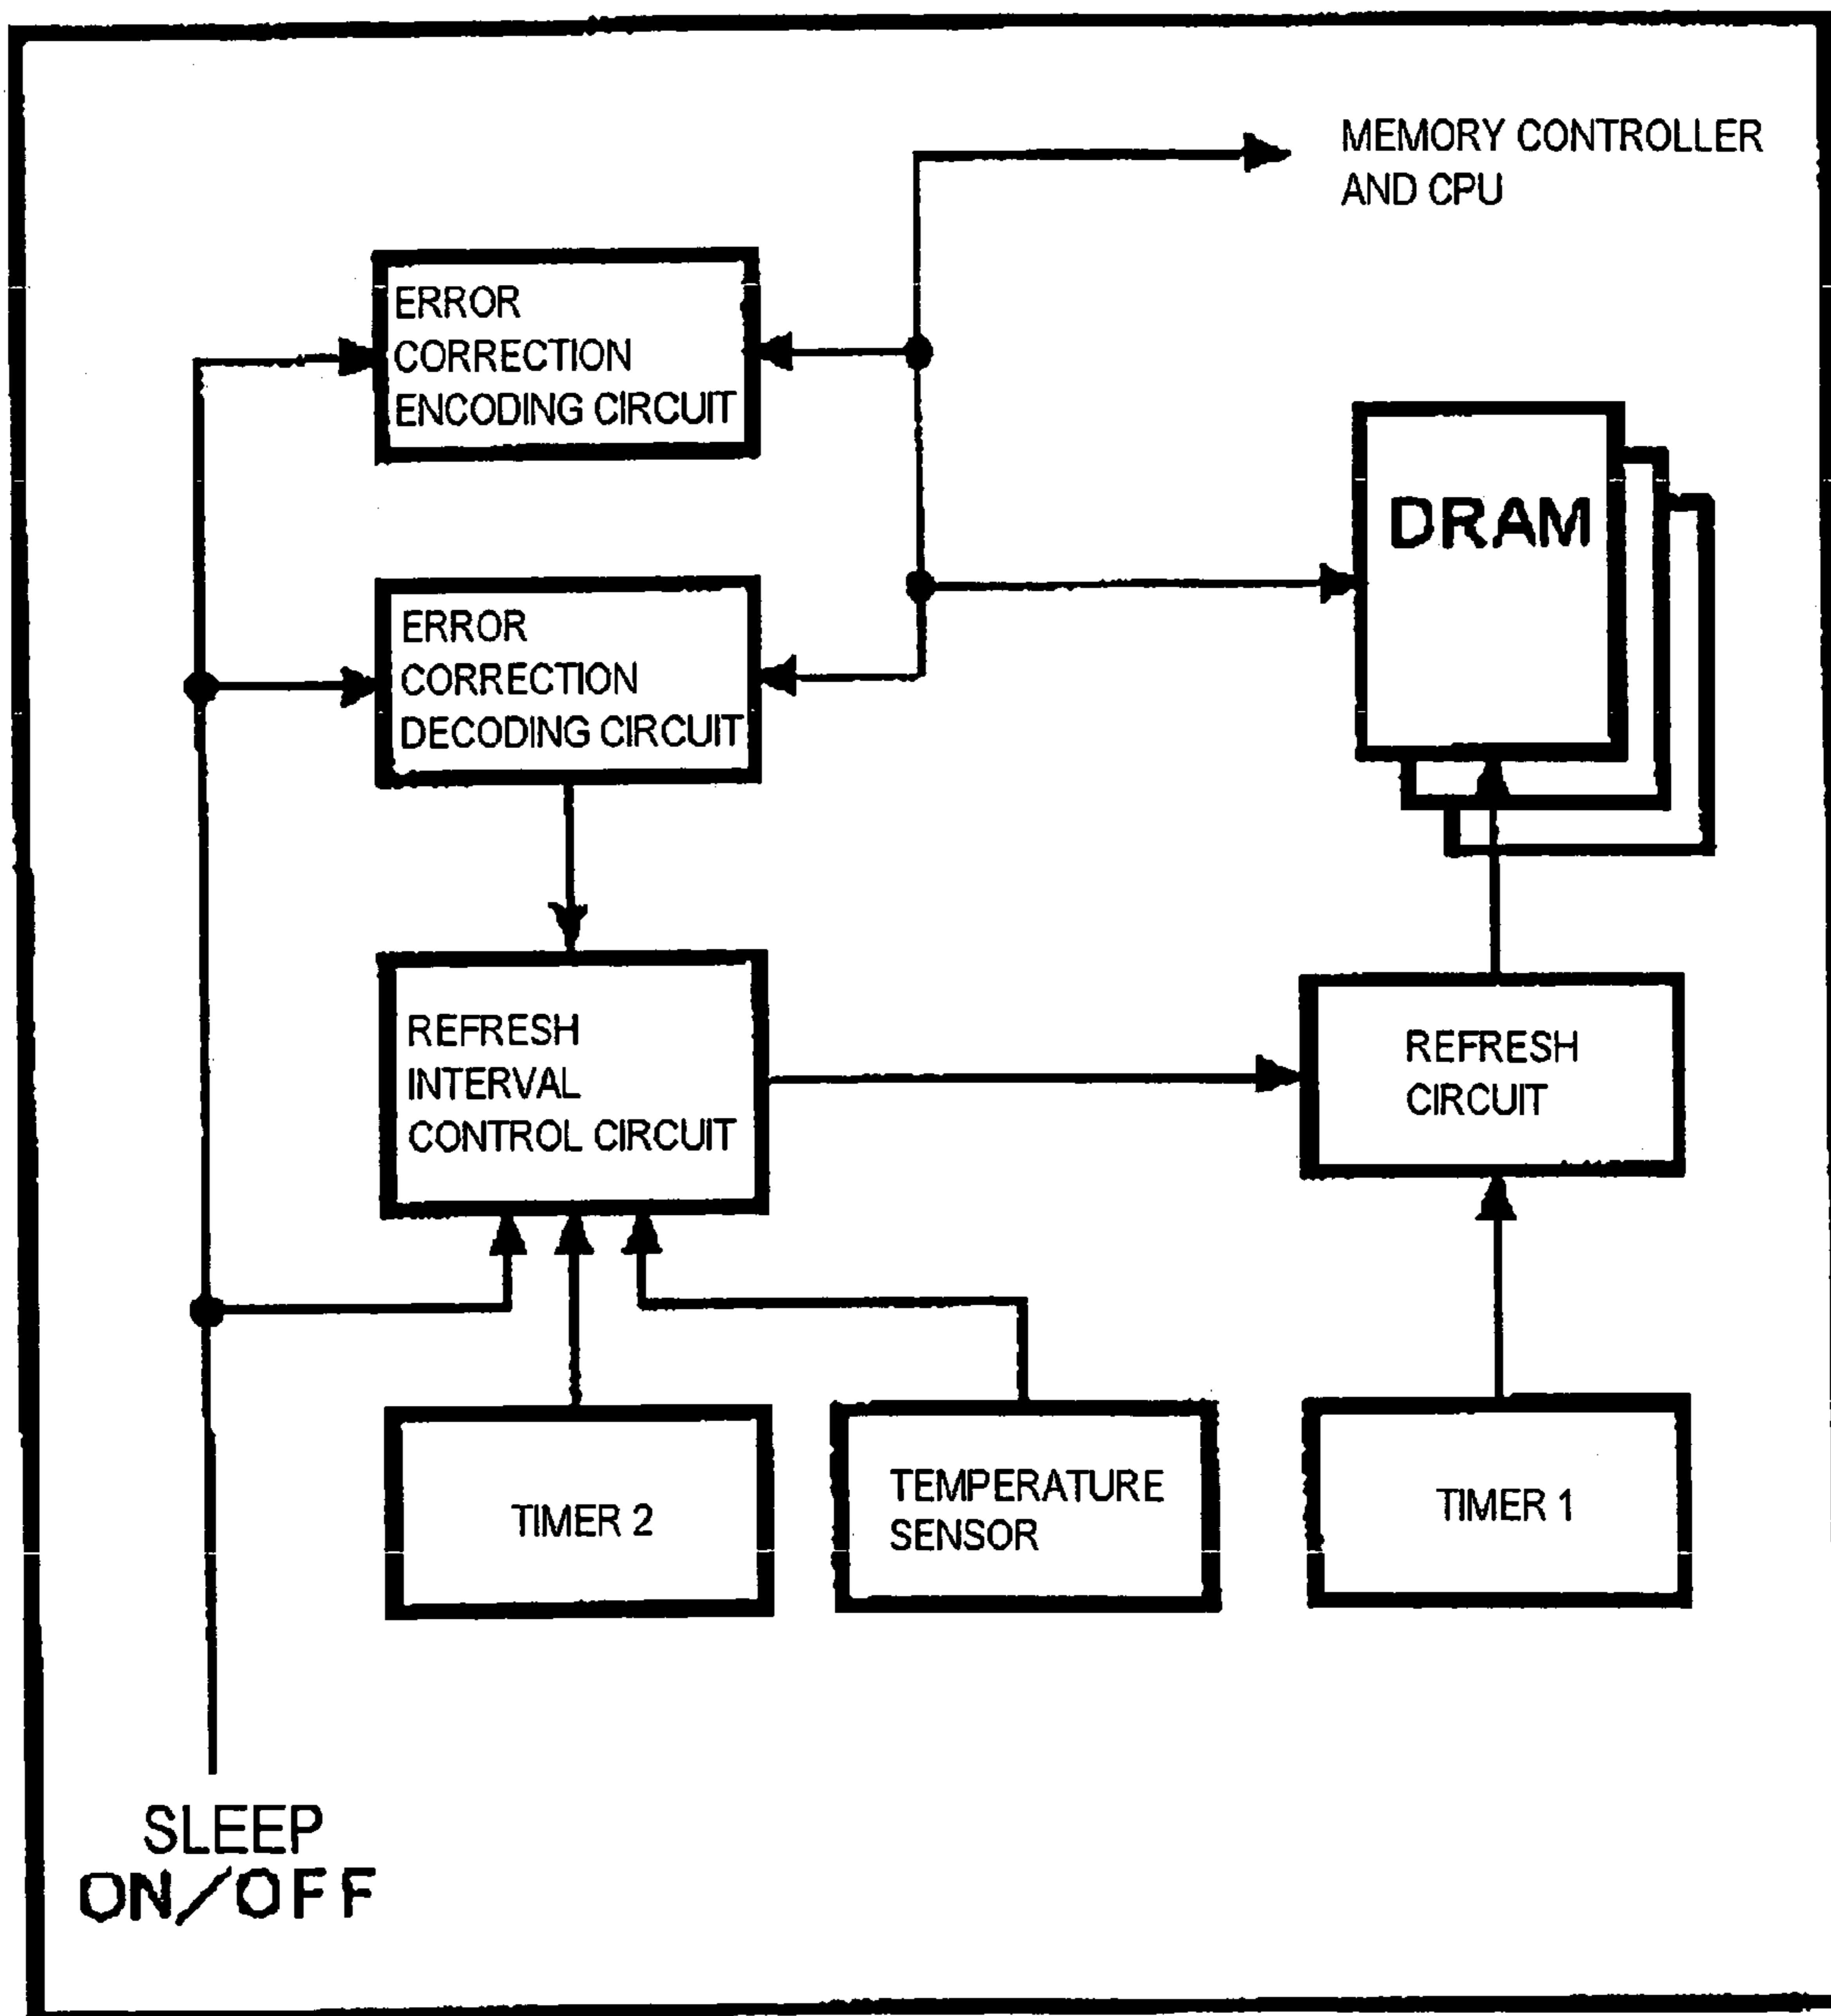 MEMORY CONTROLLER
AND CPU
ERROR
CORRECTION
ENCODING CIRCUIT
DRAM
ERROR
CORRECTION
DECODING CIRCUIT
REFRESH
INTERVAL
CONTROL CIRCUIT
REFRESH
CIRCUIT
TIMER 2
TEMPERATURE
SENSOR
TIMER 1
SLEEP
ON/OFF